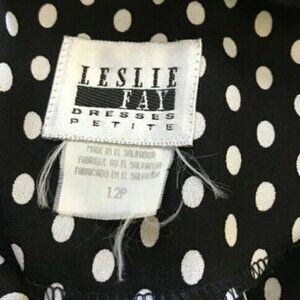 LESLIE
FAY
DRESSES
PETITE
MADE IN EL SALVADOR
FABRIQUE AU EL SALVADOR
FABRICADO EN EL SALVADOR
12P